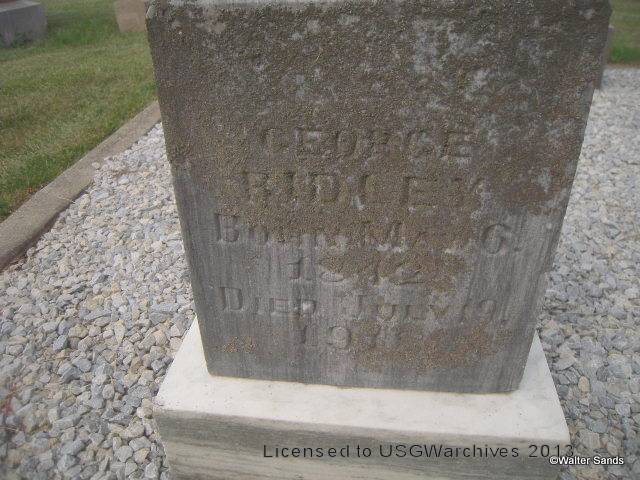 GEORGE
RIDLEY
BORN MAY 6.
1842
DIED JULY 19,
Licensed to USGWarchives 2013
©Walter Sands